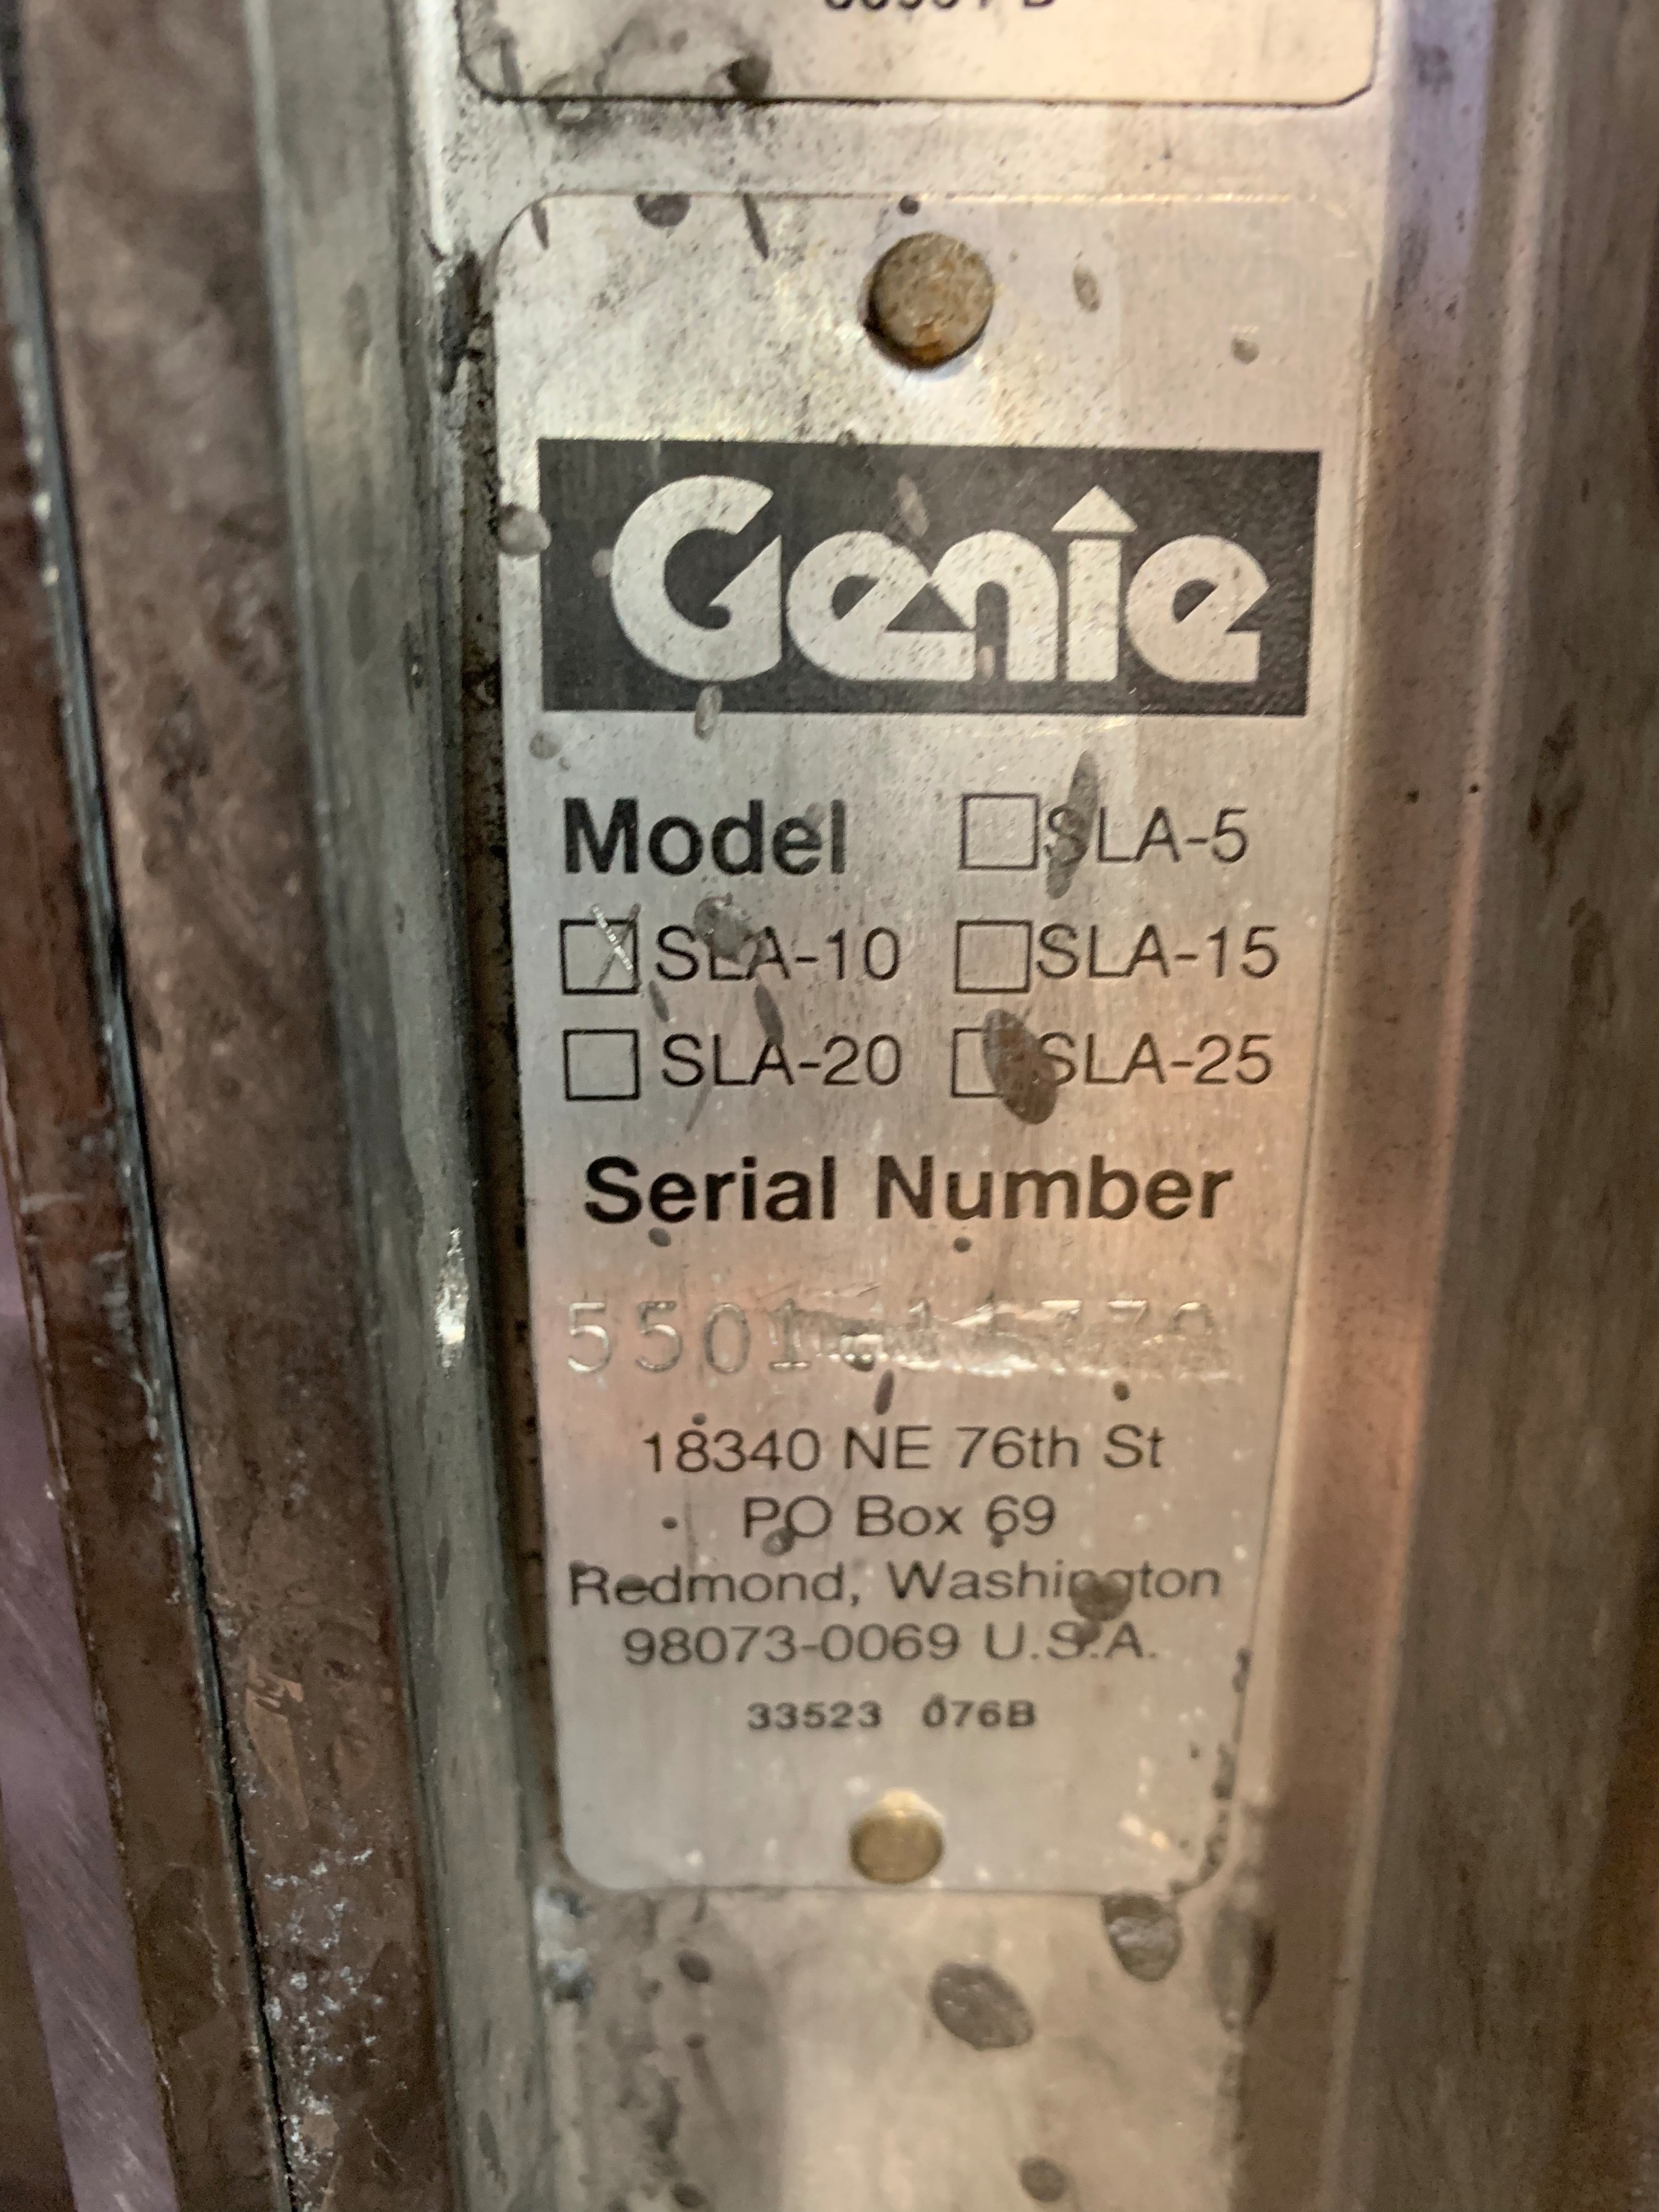 Genie
Model SLA-5
SLA-10 SLA-15
SLA-20 SLA-25
Serial Number
18340 NE 76th St
PO Box 69
Redmond, Washington
98073-0069 U.S.A.
33523 076B